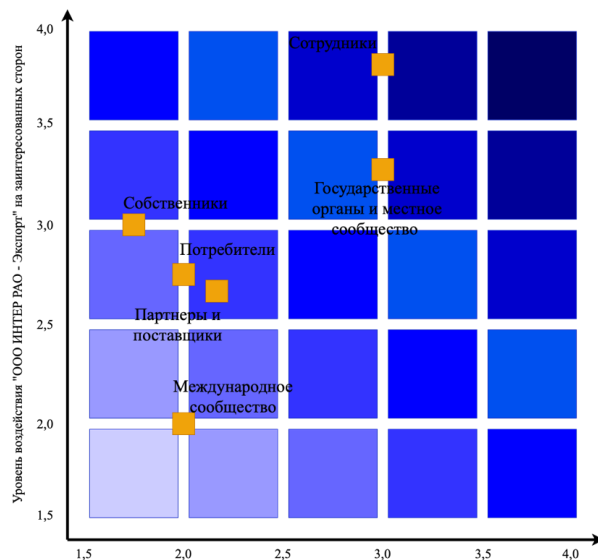 4,0
Сотрудники
3,5
Государственные
органы и местное
сообщество
Собственники
3,0
Потребители
Партнеры и
поставщики
2,5
Международное
сообщество
2,0
1,5
1,5 2,0 2,5 3,0 3,5 4,0
Уровень воздействия "ООО ИНТЕР РАО - Экспорт" на заинтересованных сторон